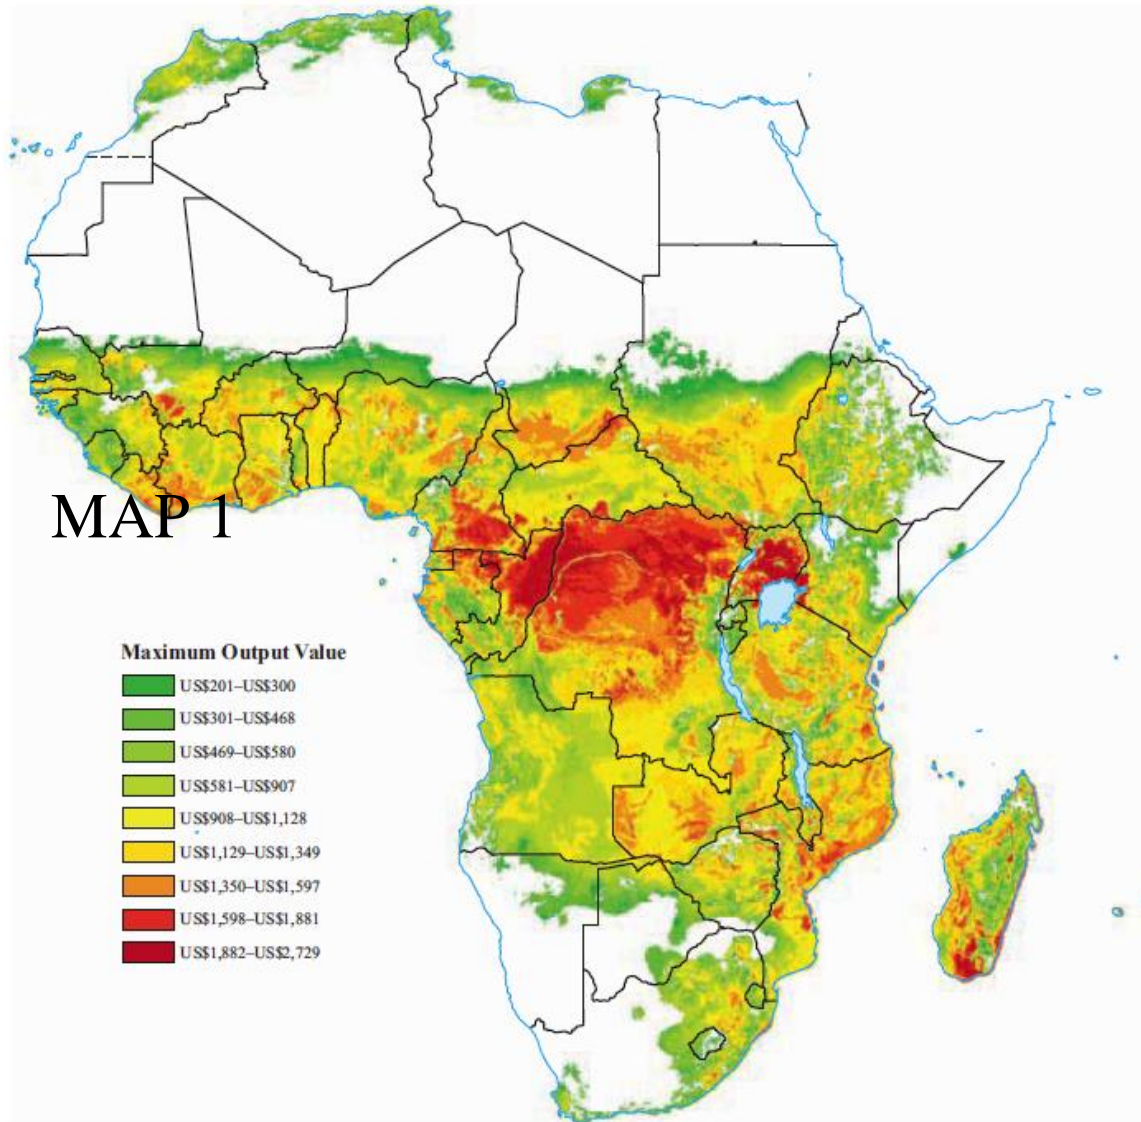 MAP 1
Maximum Output Value
US$201–US$300
US$301–US$468
US$469–US$580
US$581–US$907
US$908–US$1,128
US$1,129–US$1,349
US$1,350–US$1,597
US$1,598–US$1,881
US$1,882–US$2,729